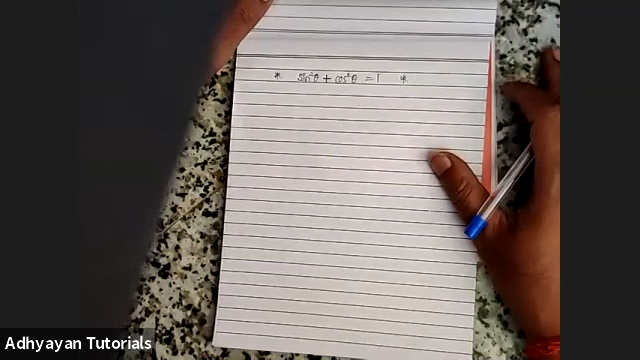 * sin²θ + cos²θ = 1 *
Adhyayan Tutorials